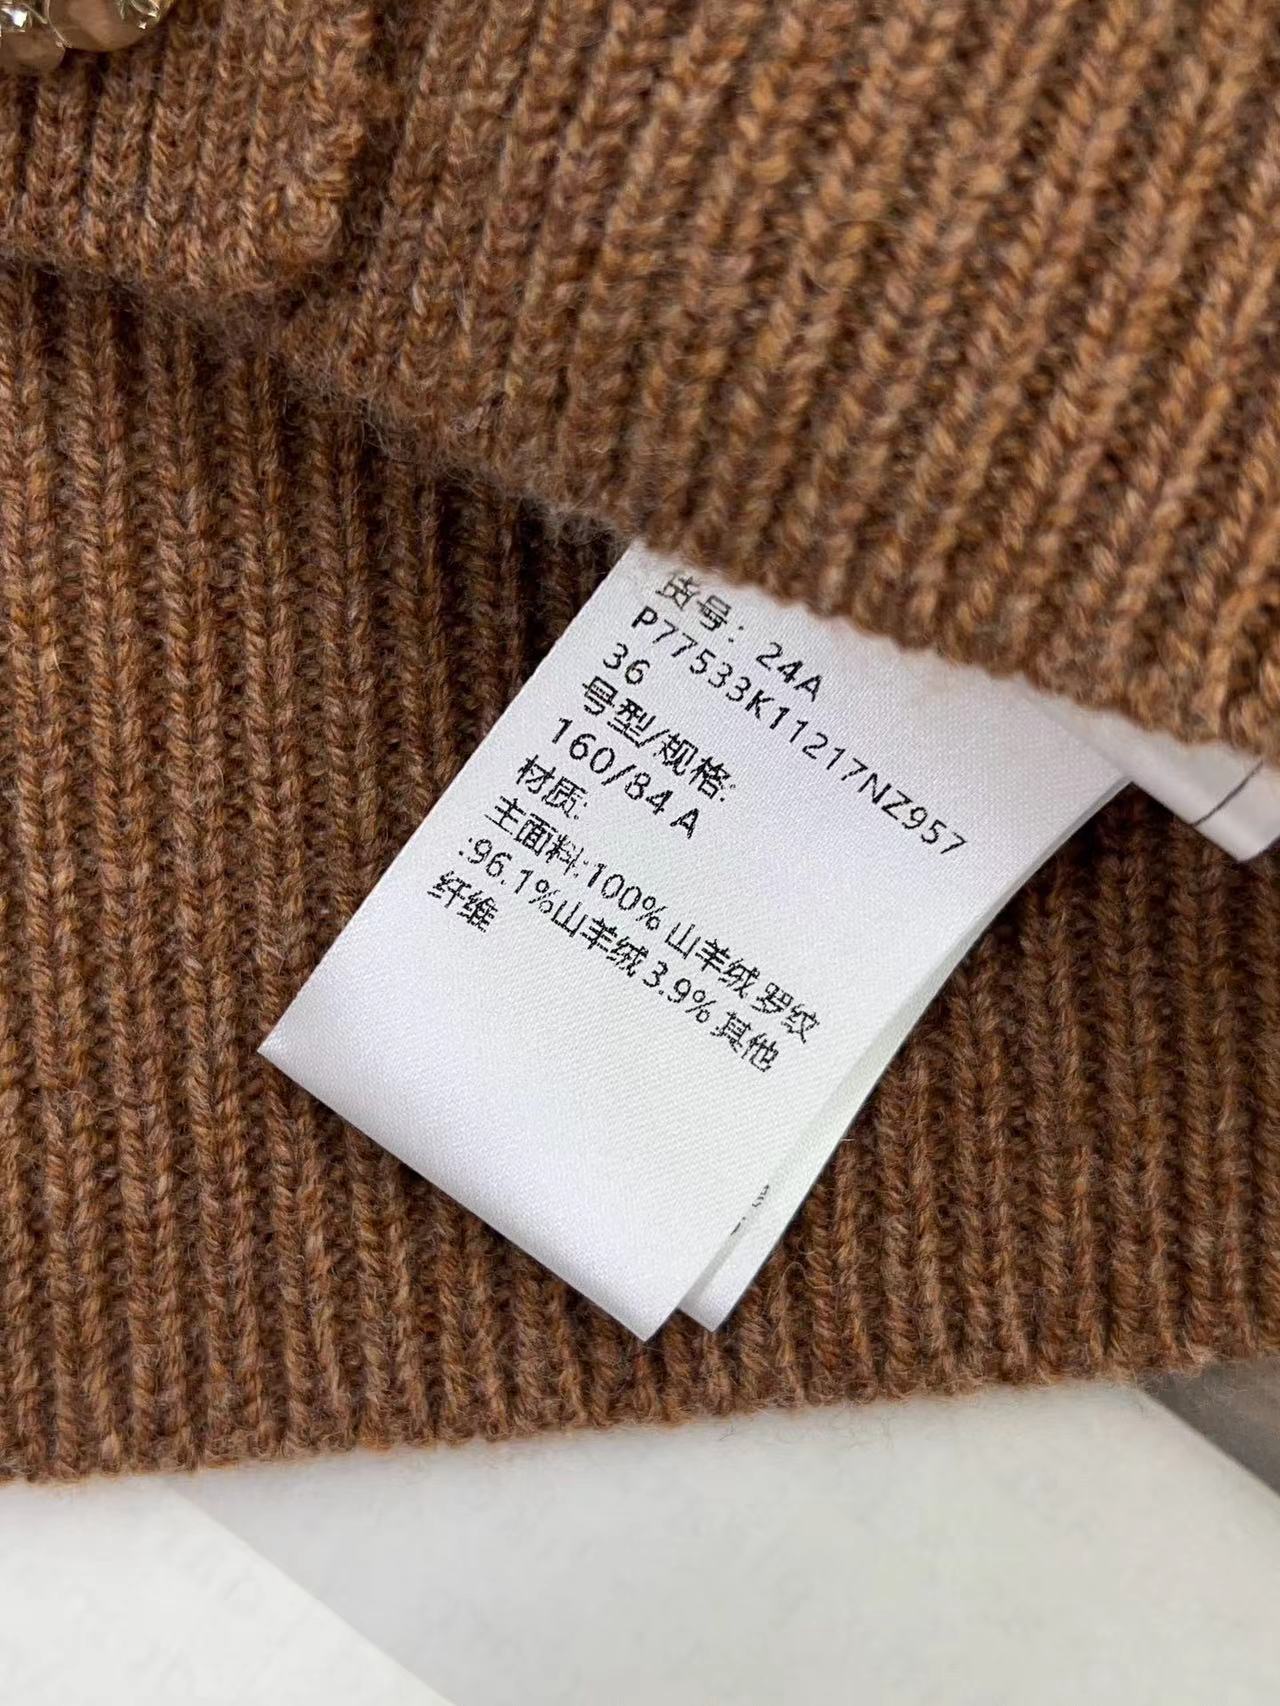 货号: 24A
P77533K11217NZ957
36
号型/规格:
160/84 A
材质:
主面料:100% 山羊绒 罗纹
:96.1%山羊绒 3.9% 其他
纤维